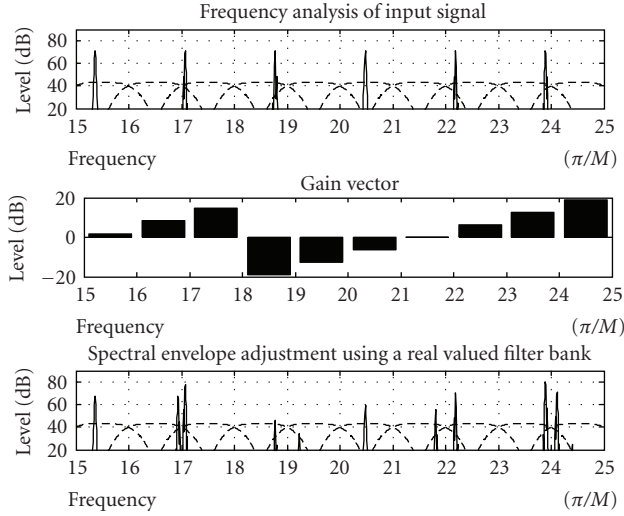 Frequency analysis of input signal
Level (dB)
80
60
40
20
15 16 17 18 19 20 21 22 23 24 25
Frequency (π/M)
Gain vector
Level (dB)
20
0
−20
15 16 17 18 19 20 21 22 23 24 25
Frequency (π/M)
Spectral envelope adjustment using a real valued filter bank
Level (dB)
80
60
40
20
15 16 17 18 19 20 21 22 23 24 25
Frequency (π/M)